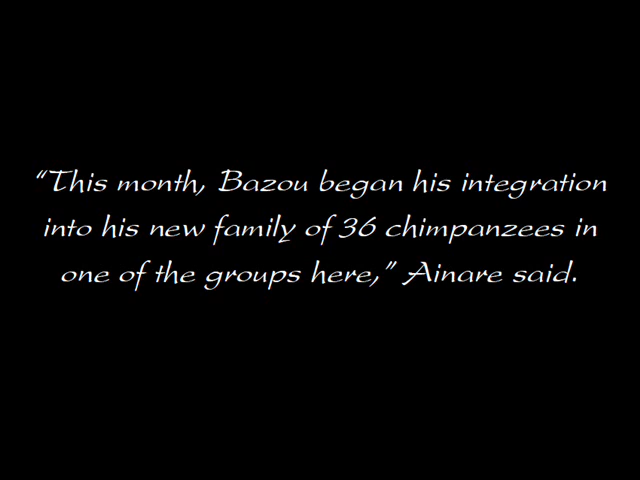 “This month, Bazou began his integration
into his new family of 36 chimpanzees in
one of the groups here,” Ainare said.